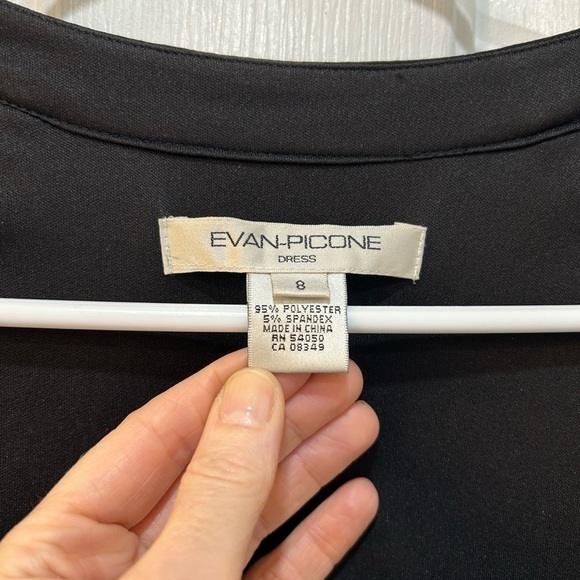 EVAN-PICONE
DRESS
8
95% POLYESTER
5% SPANDEX
MADE IN CHINA
RN 54050
CA 08349